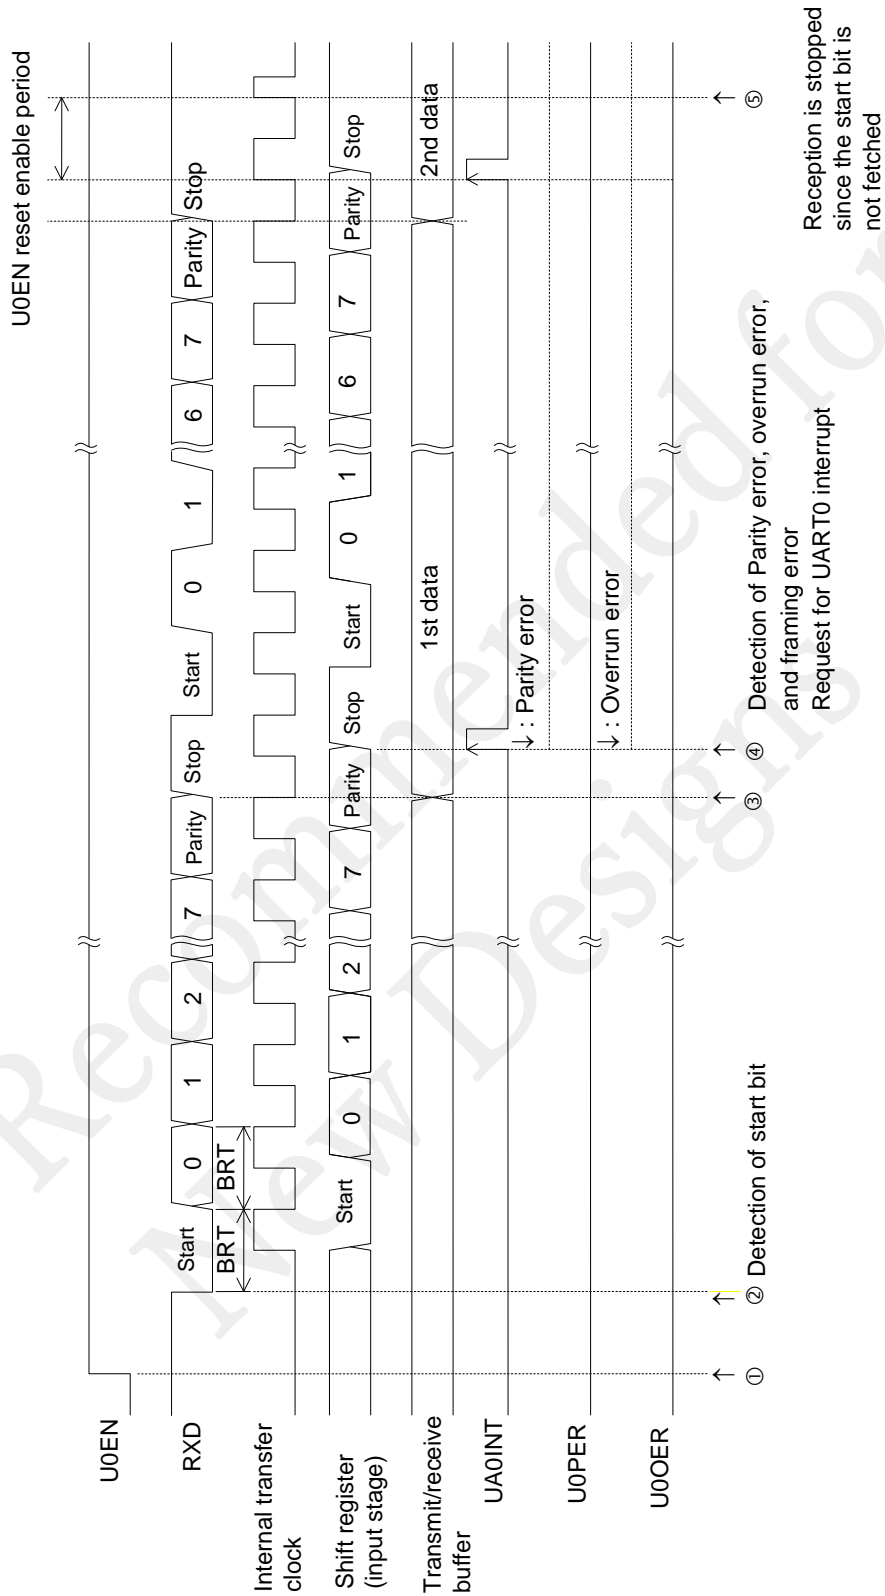 U0EN reset enable period
U0EN
RXD
Start
0
1
2
7
Parity
Stop
Start
0
1
6
7
Parity
Stop
BRT
BRT
Internal transfer
clock
Shift register
(input stage)
Start
0
1
2
7
Parity
Stop
Start
0
1
6
7
Parity
Stop
Transmit/receive
buffer
1st data
2nd data
UA0INT
↓ : Parity error
U0PER
↓ : Overrun error
U0OER
①
② Detection of start bit
③
④
Detection of Parity error, overrun error,
and framing error
Request for UART0 interrupt
⑤
Reception is stopped
since the start bit is
not fetched
Recommended for
New Designs